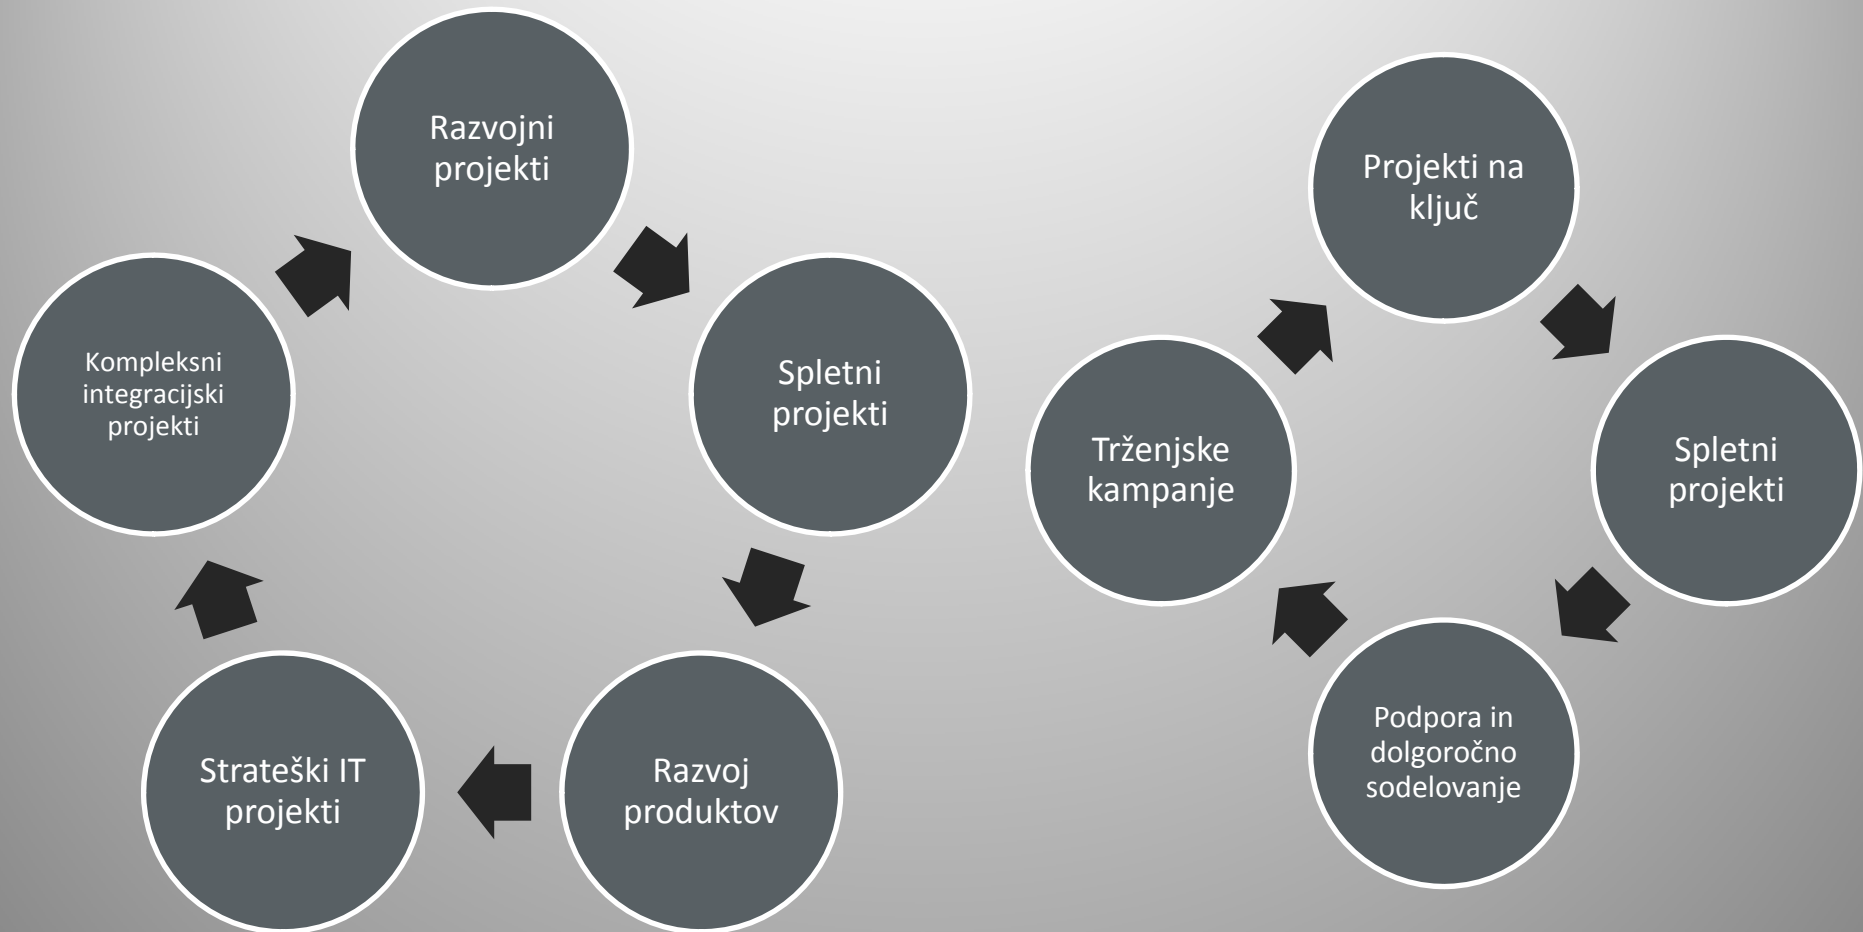 Razvojni
projekti
Spletni
projekti
Razvoj
produktov
Strateški IT
projekti
Kompleksni
integracijski
projekti
Projekti na
ključ
Spletni
projekti
Podpora in
dolgoročno
sodelovanje
Trženjske
kampanje